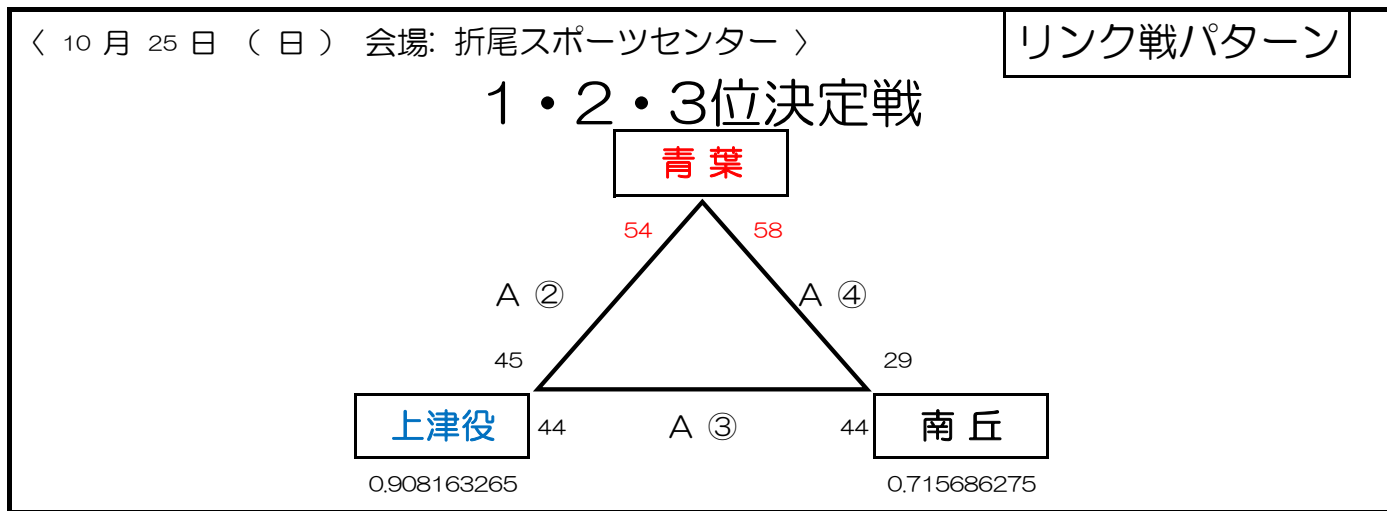 〈 10 月 25 日 ( 日 ) 会場: 折尾スポーツセンター 〉
リンク戦パターン
1・2・3位決定戦
青 葉
54 58
A ② A ④
45 29
上津役 44 A ③ 44 南 丘
0.908163265 0.715686275